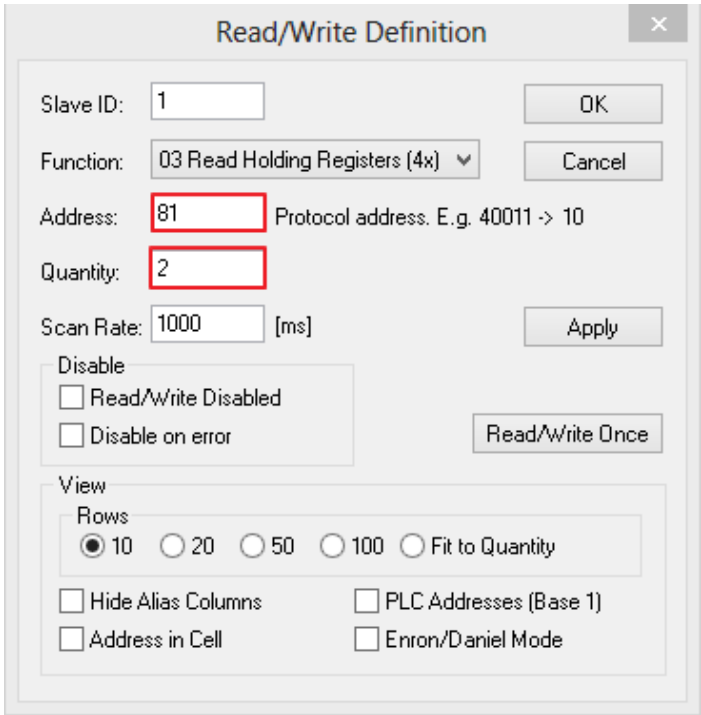 Read/Write Definition
Slave ID: 1 OK
Function: 03 Read Holding Registers (4x) Cancel
Address: 81 Protocol address. E.g. 40011 -> 10
Quantity: 2
Scan Rate: 1000 [ms] Apply
Disable
Read/Write Disabled
Disable on error
Read/Write Once
View
Rows
10 20 50 100 Fit to Quantity
Hide Alias Columns PLC Addresses (Base 1)
Address in Cell Enron/Daniel Mode